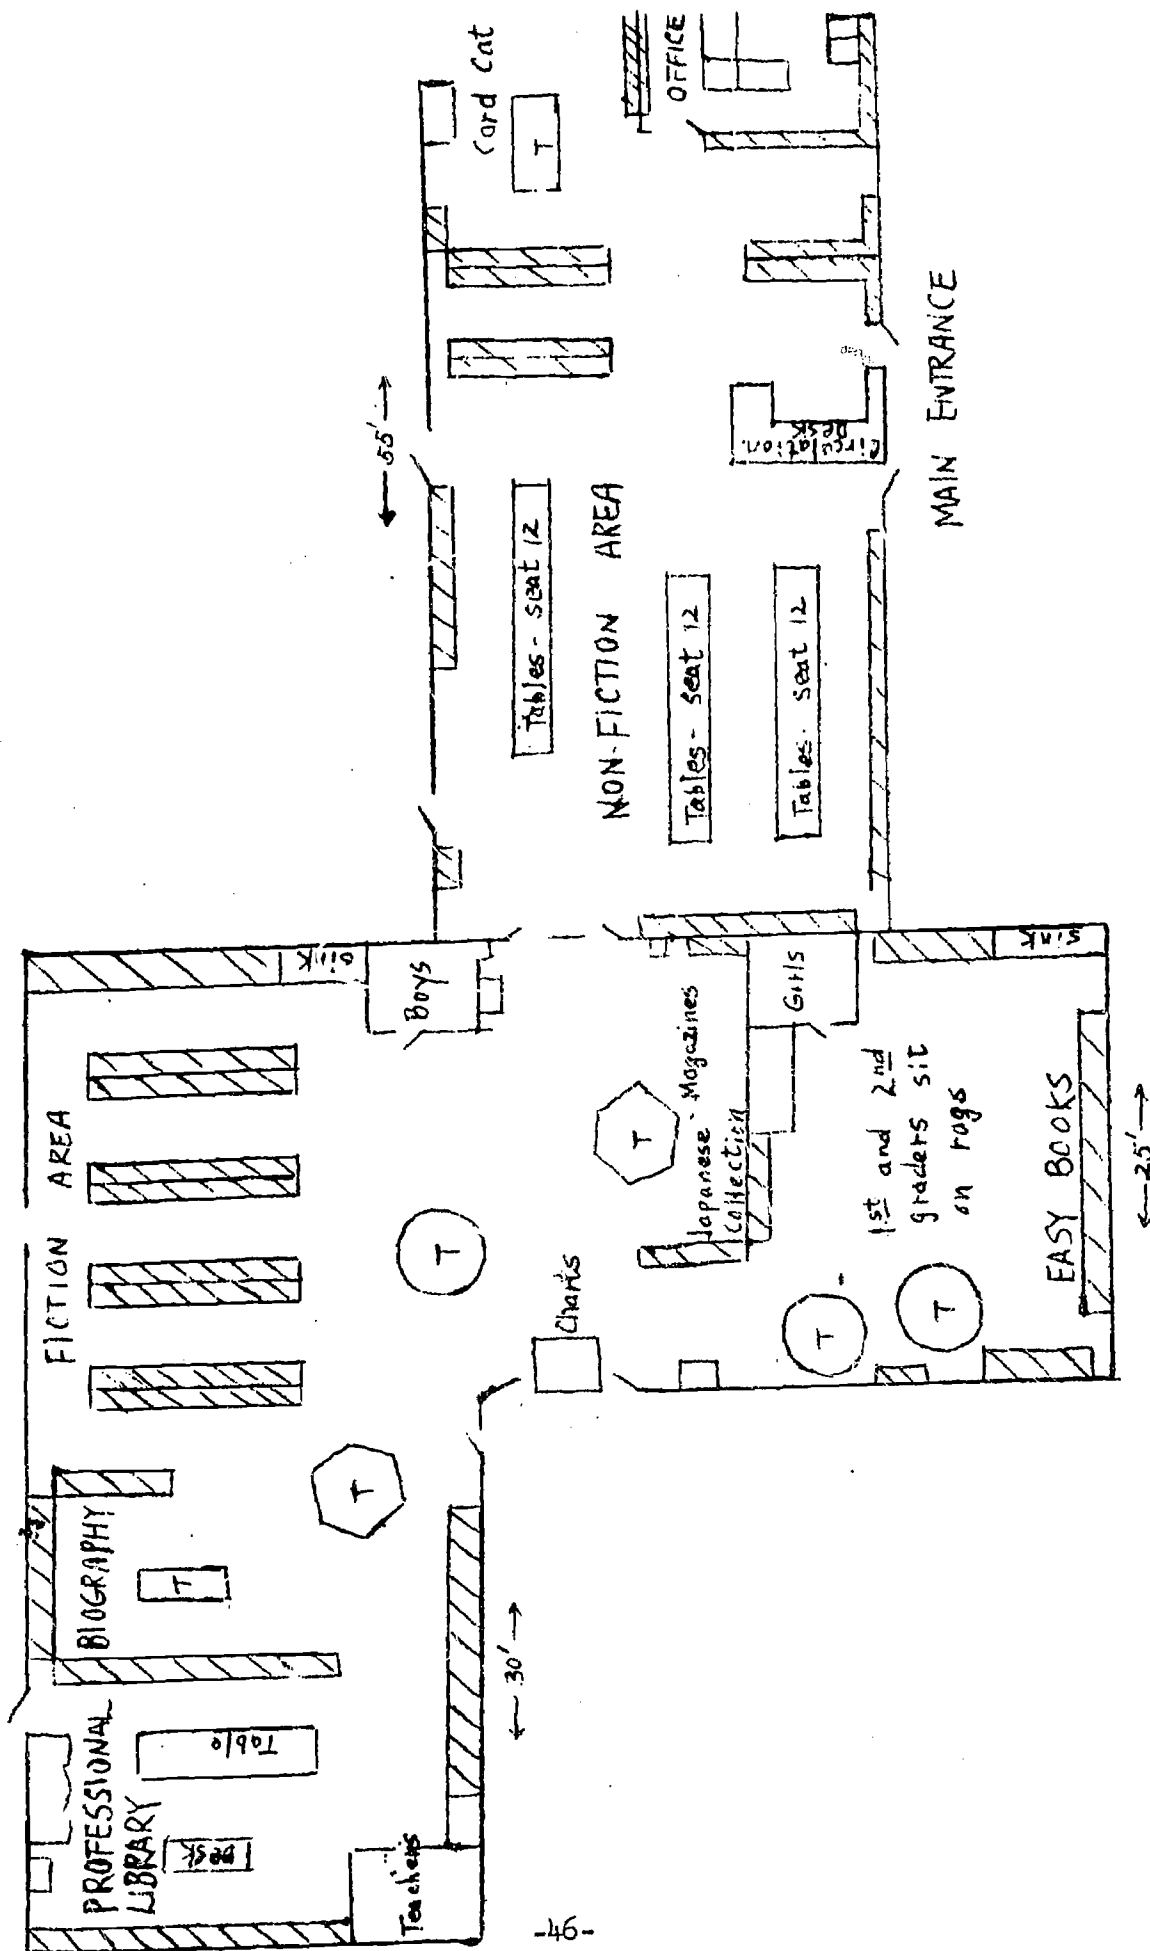 PROFESSIONAL
LIBRARY
Desk
Table
Teachers
BIOGRAPHY
T
T
FICTION AREA
T
Charts
sink
Boys
T
Japanese - Magazines
Collection
Girls
T
T
1st and 2nd
graders sit
on rugs
EASY BOOKS
sink
← 30' →
← 25' →
← 55' →
NON-FICTION AREA
Tables - seat 12
Tables - seat 12
Tables - seat 12
Circulation
Desk
MAIN ENTRANCE
Card Cat
T
OFFICE
-46-